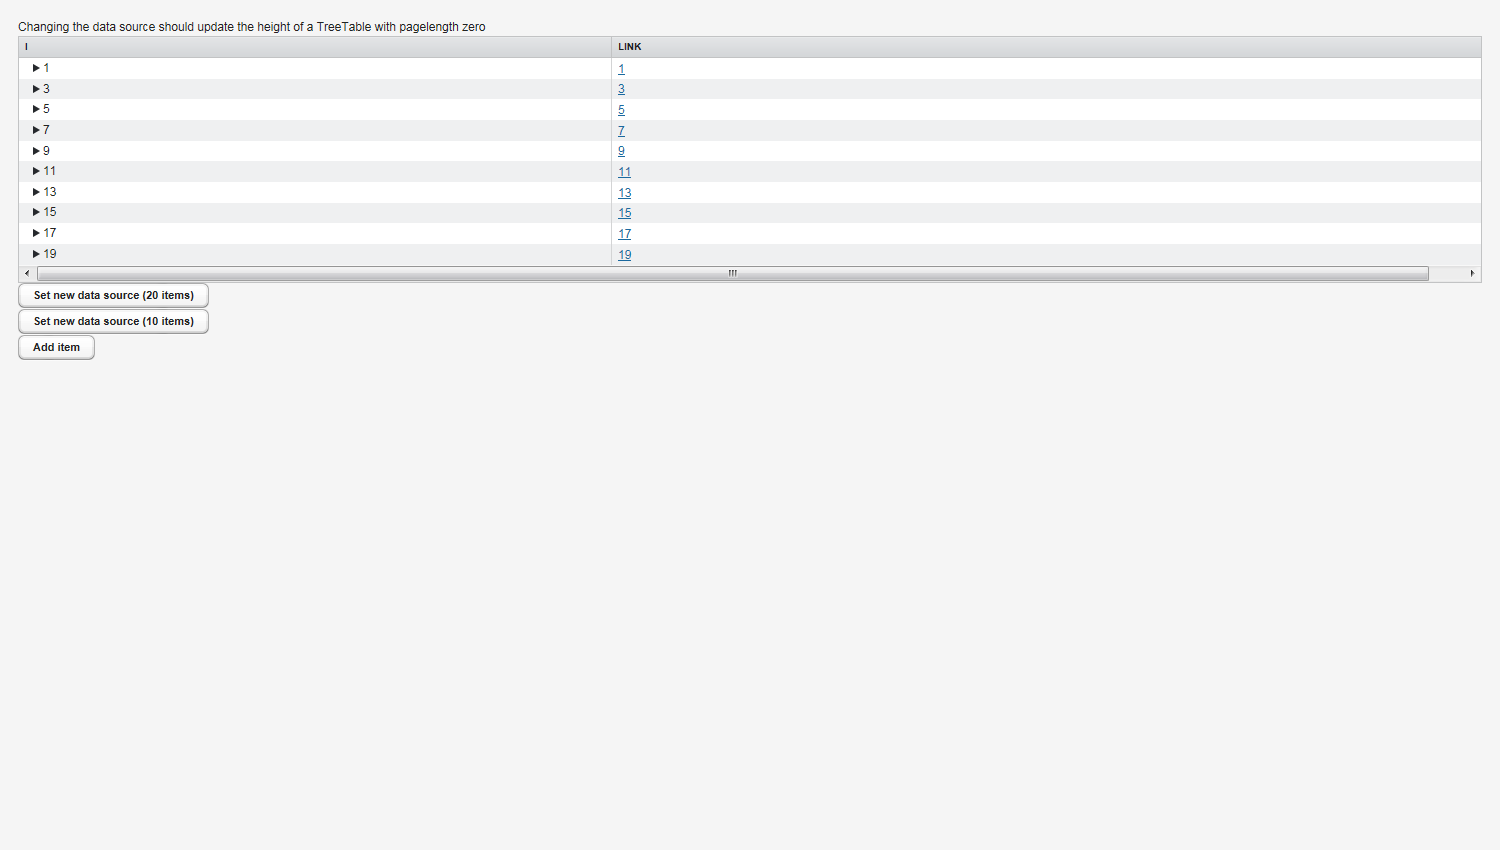 Changing the data source should update the height of a TreeTable with pagelength zero
I LINK
1 1
3 3
5 5
7 7
9 9
11 11
13 13
15 15
17 17
19 19
Set new data source (20 items)
Set new data source (10 items)
Add item